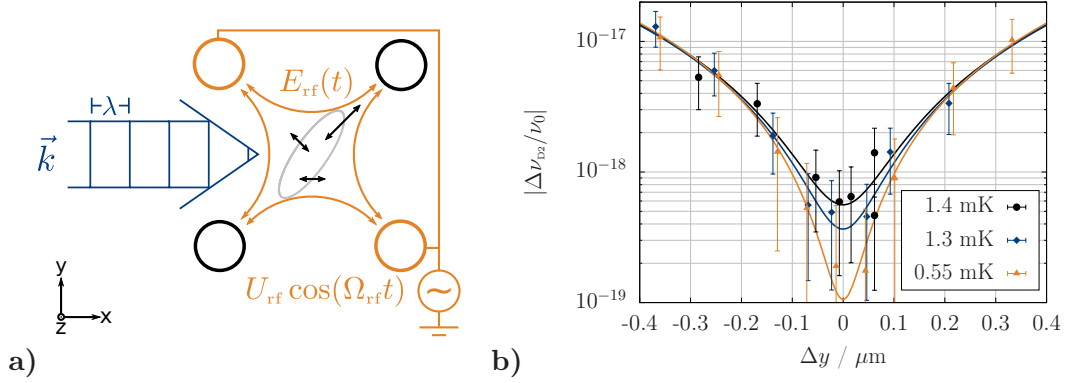 E_rf(t)
λ
k⃗
U_rf cos(Ω_rf t)
~
y
z
x
a)
|Δν_D2/ν_0|
10^-17
10^-18
10^-19
1.4 mK
1.3 mK
0.55 mK
-0.4 -0.3 -0.2 -0.1 0 0.1 0.2 0.3 0.4
Δy / μm
b)